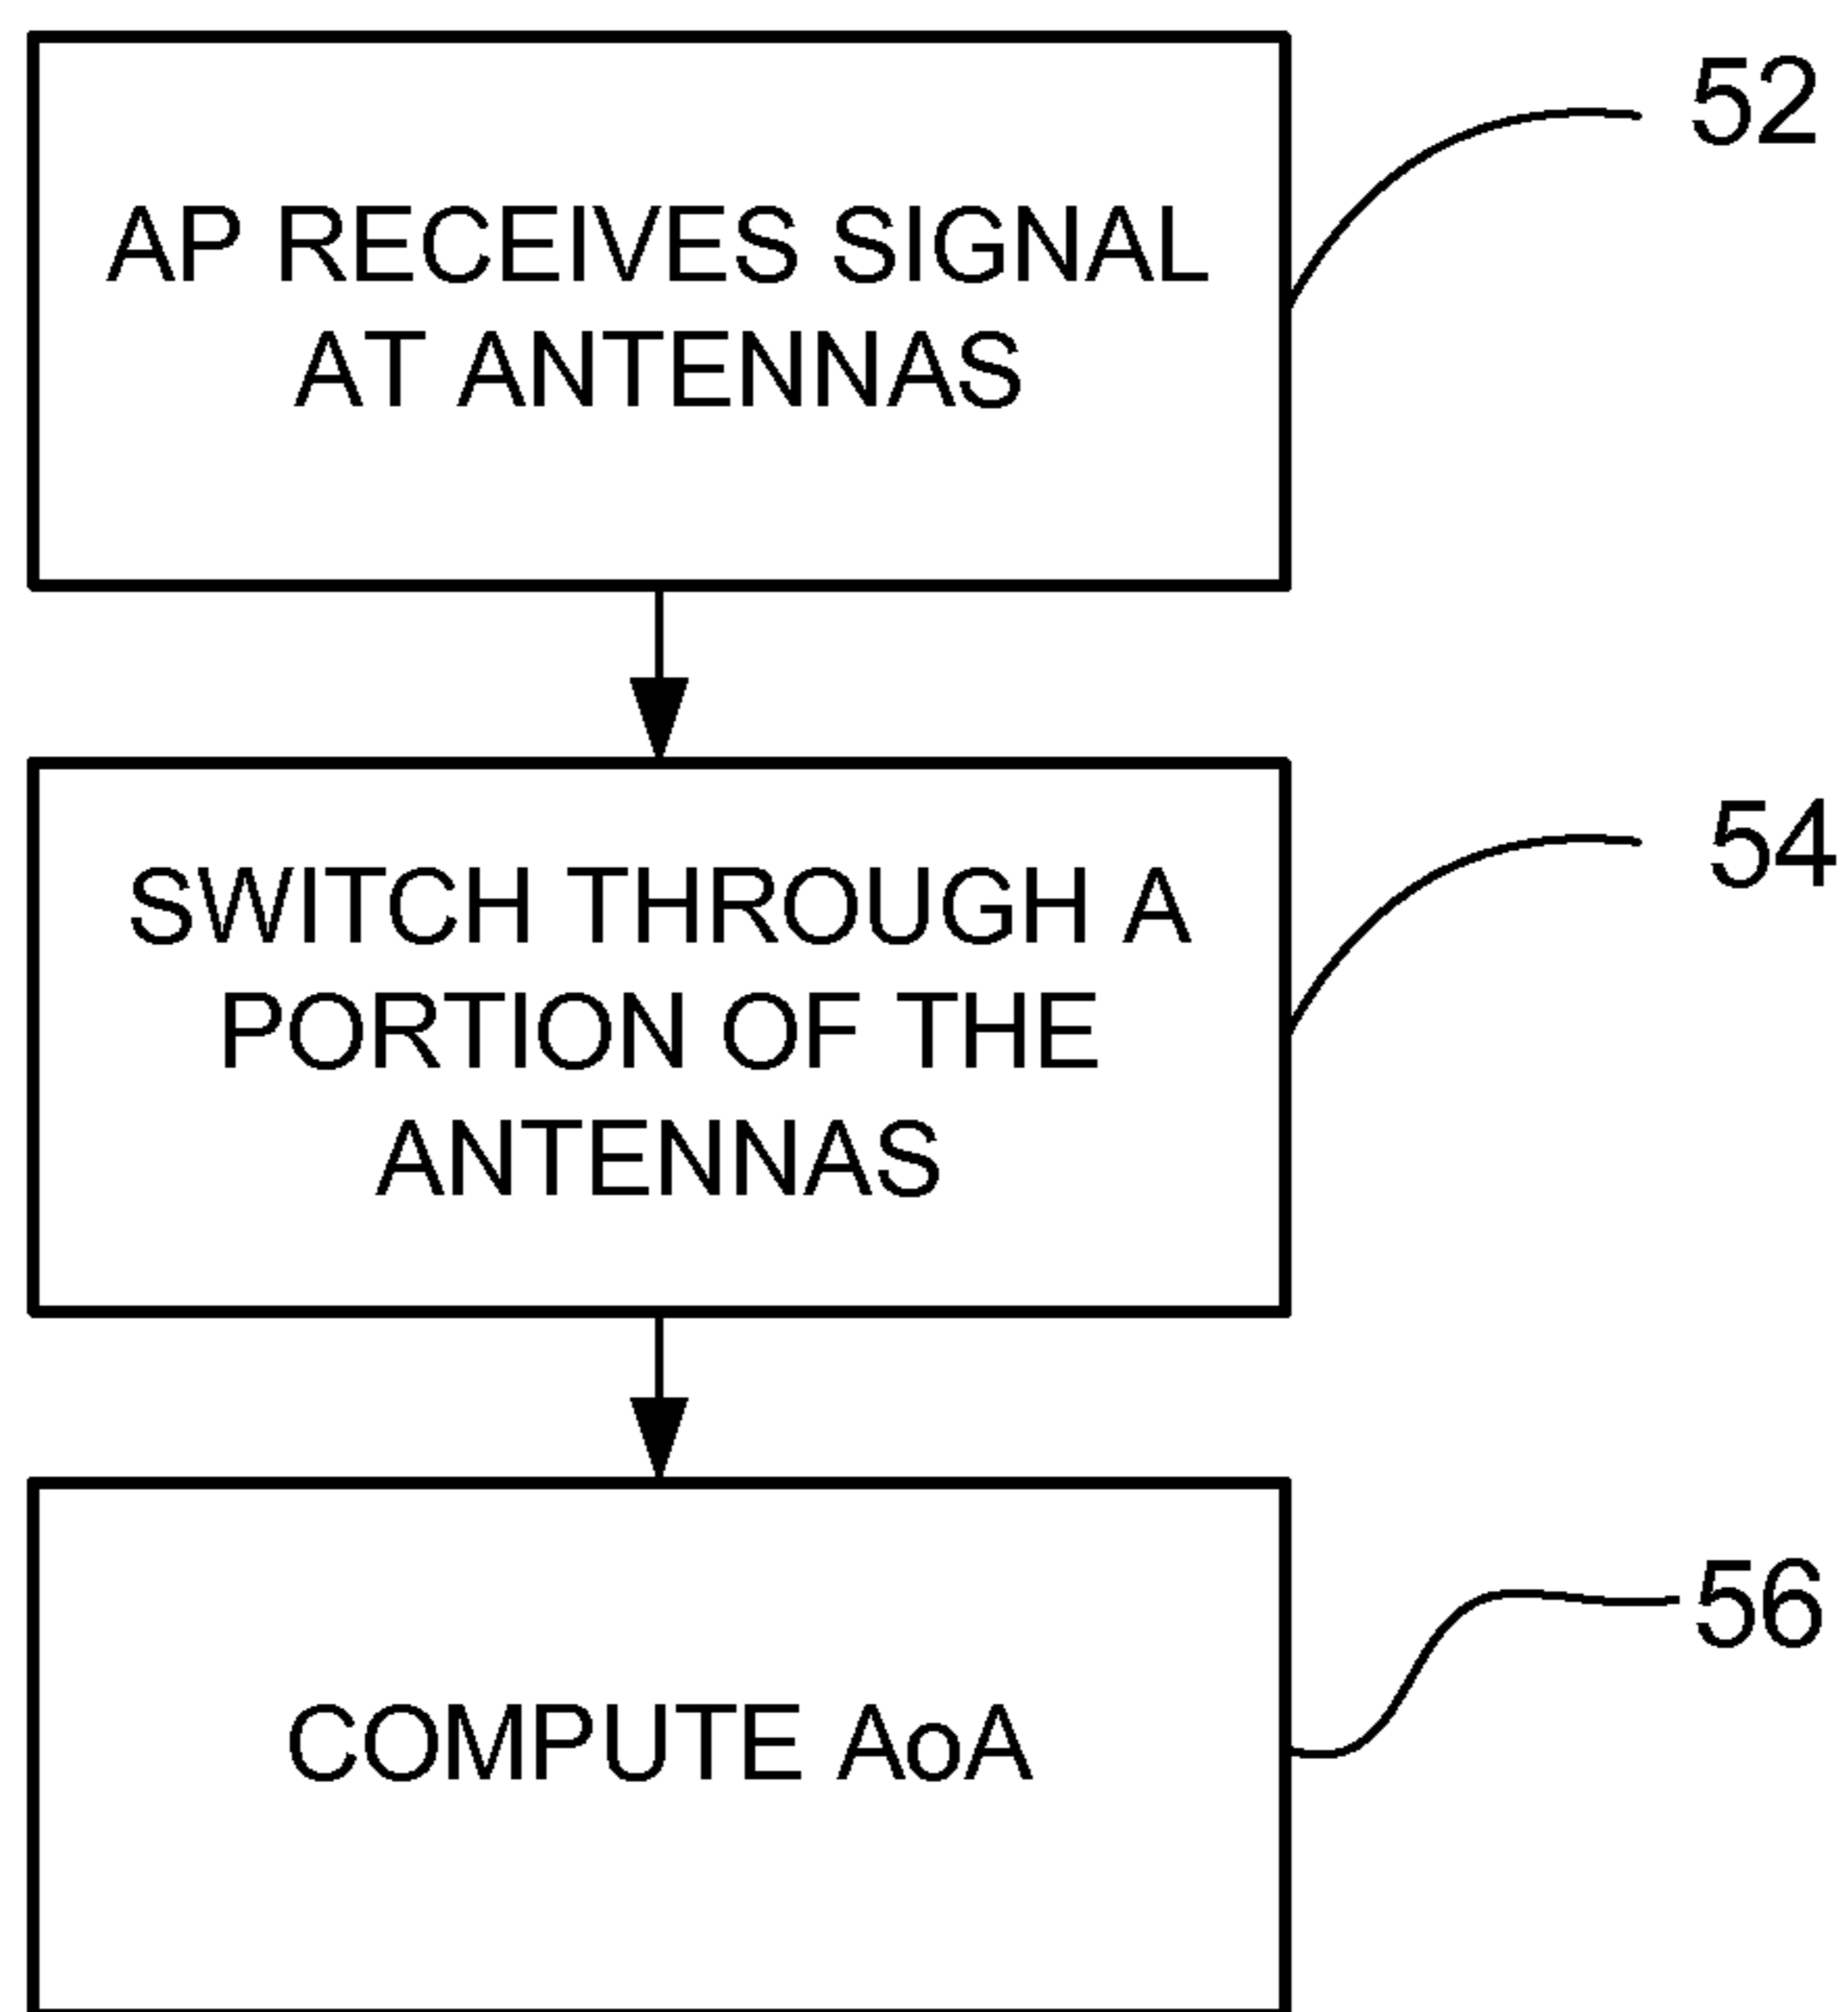 52
AP RECEIVES SIGNAL
AT ANTENNAS
54
SWITCH THROUGH A
PORTION OF THE
ANTENNAS
56
COMPUTE AoA